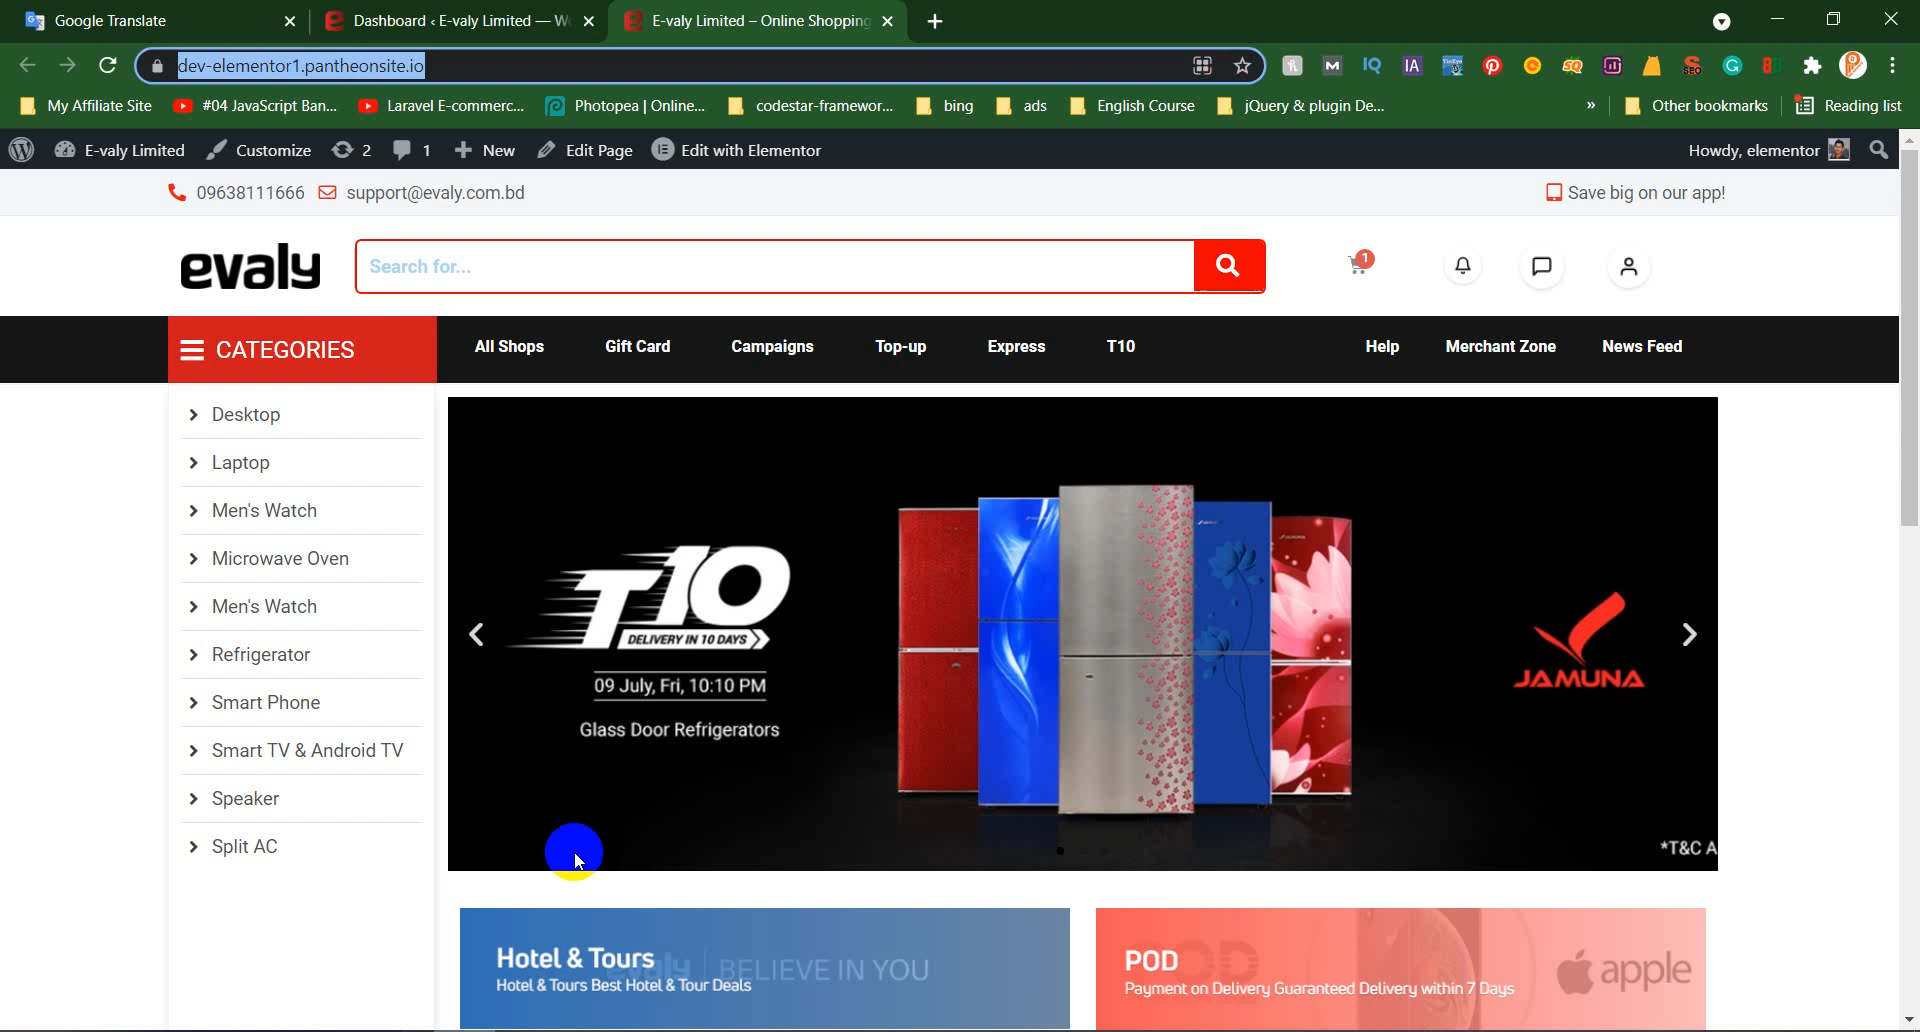 Google Translate
Dashboard ‹ E-valy Limited — W
E-valy Limited – Online Shopping
dev-elementor1.pantheonsite.io
My Affiliate Site
#04 JavaScript Ban...
Laravel E-commerc...
Photopea | Online...
codestar-framewor...
bing
ads
English Course
jQuery & plugin De...
»
Other bookmarks
Reading list
E-valy Limited
Customize
2
1
New
Edit Page
Edit with Elementor
Howdy, elementor
09638111666
support@evaly.com.bd
Save big on our app!
evaly
Search for...
1
CATEGORIES
All Shops
Gift Card
Campaigns
Top-up
Express
T10
Help
Merchant Zone
News Feed
Desktop
Laptop
Men's Watch
Microwave Oven
Men's Watch
Refrigerator
Smart Phone
Smart TV & Android TV
Speaker
Split AC
T10
DELIVERY IN 10 DAYS
09 July, Fri, 10:10 PM
Glass Door Refrigerators
JAMUNA
*T&C A
Hotel & Tours
evaly | BELIEVE IN YOU
Hotel & Tours Best Hotel & Tour Deals
POD
Payment on Delivery Guaranteed Delivery within 7 Days
apple